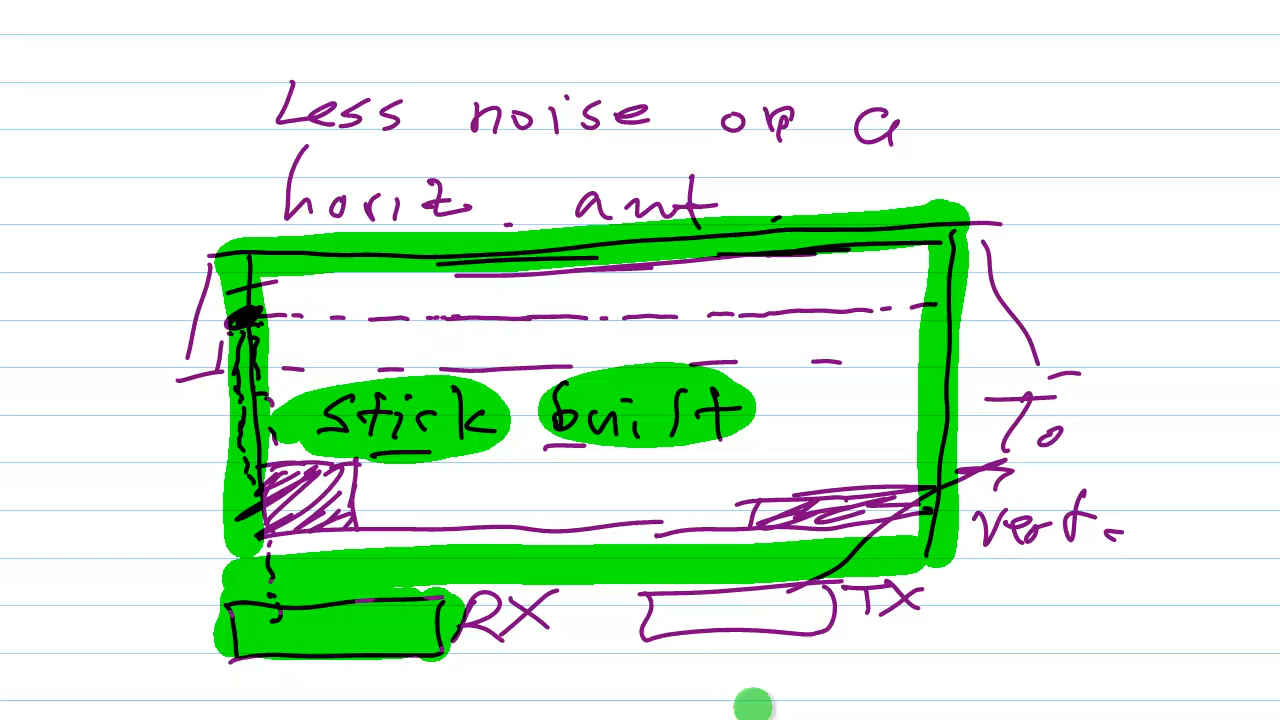 Less noise on a
horiz. ant.
stick built
To
vert.
RX
TX